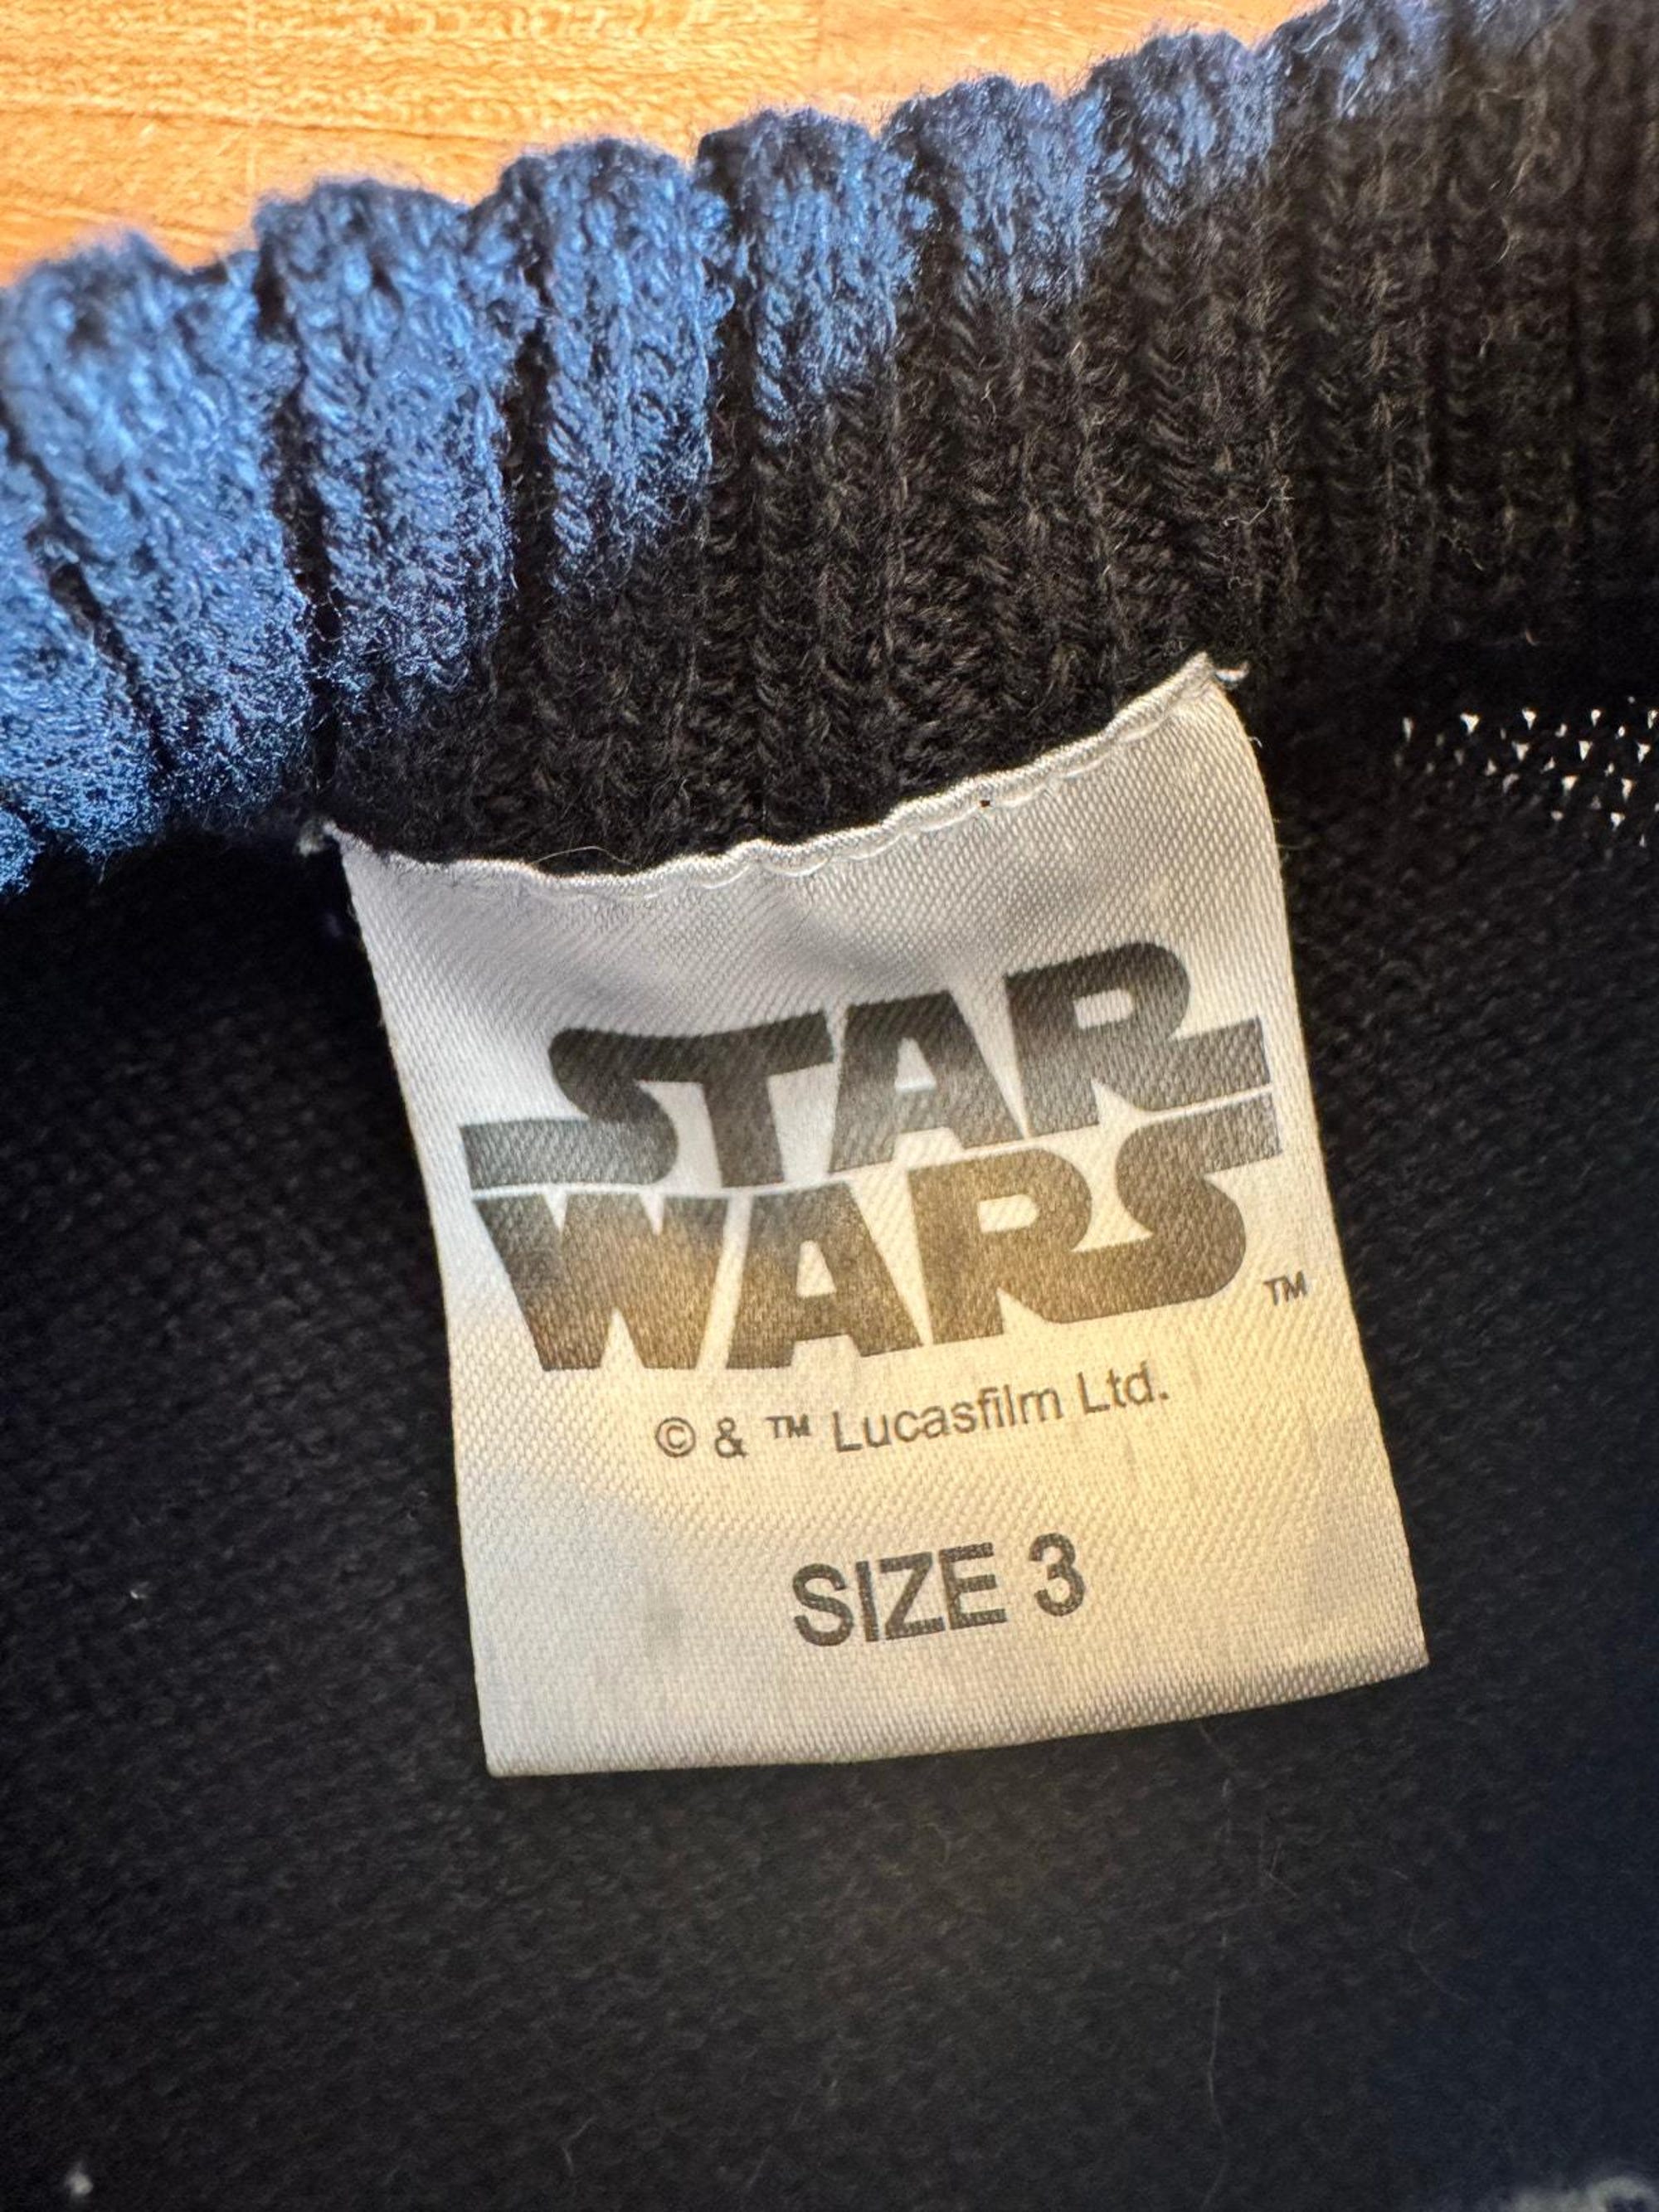 STAR
WARS ™
© & ™ Lucasfilm Ltd.
SIZE 3